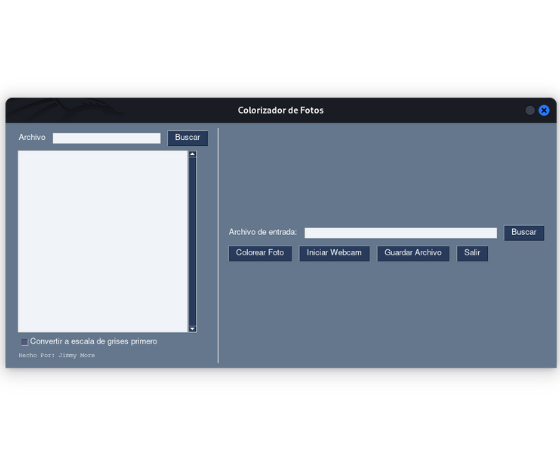 Colorizador de Fotos
Archivo
Buscar
Convertir a escala de grises primero
Hecho Por: Jimmy More
Archivo de entrada:
Buscar
Colorear Foto
Iniciar Webcam
Guardar Archivo
Salir